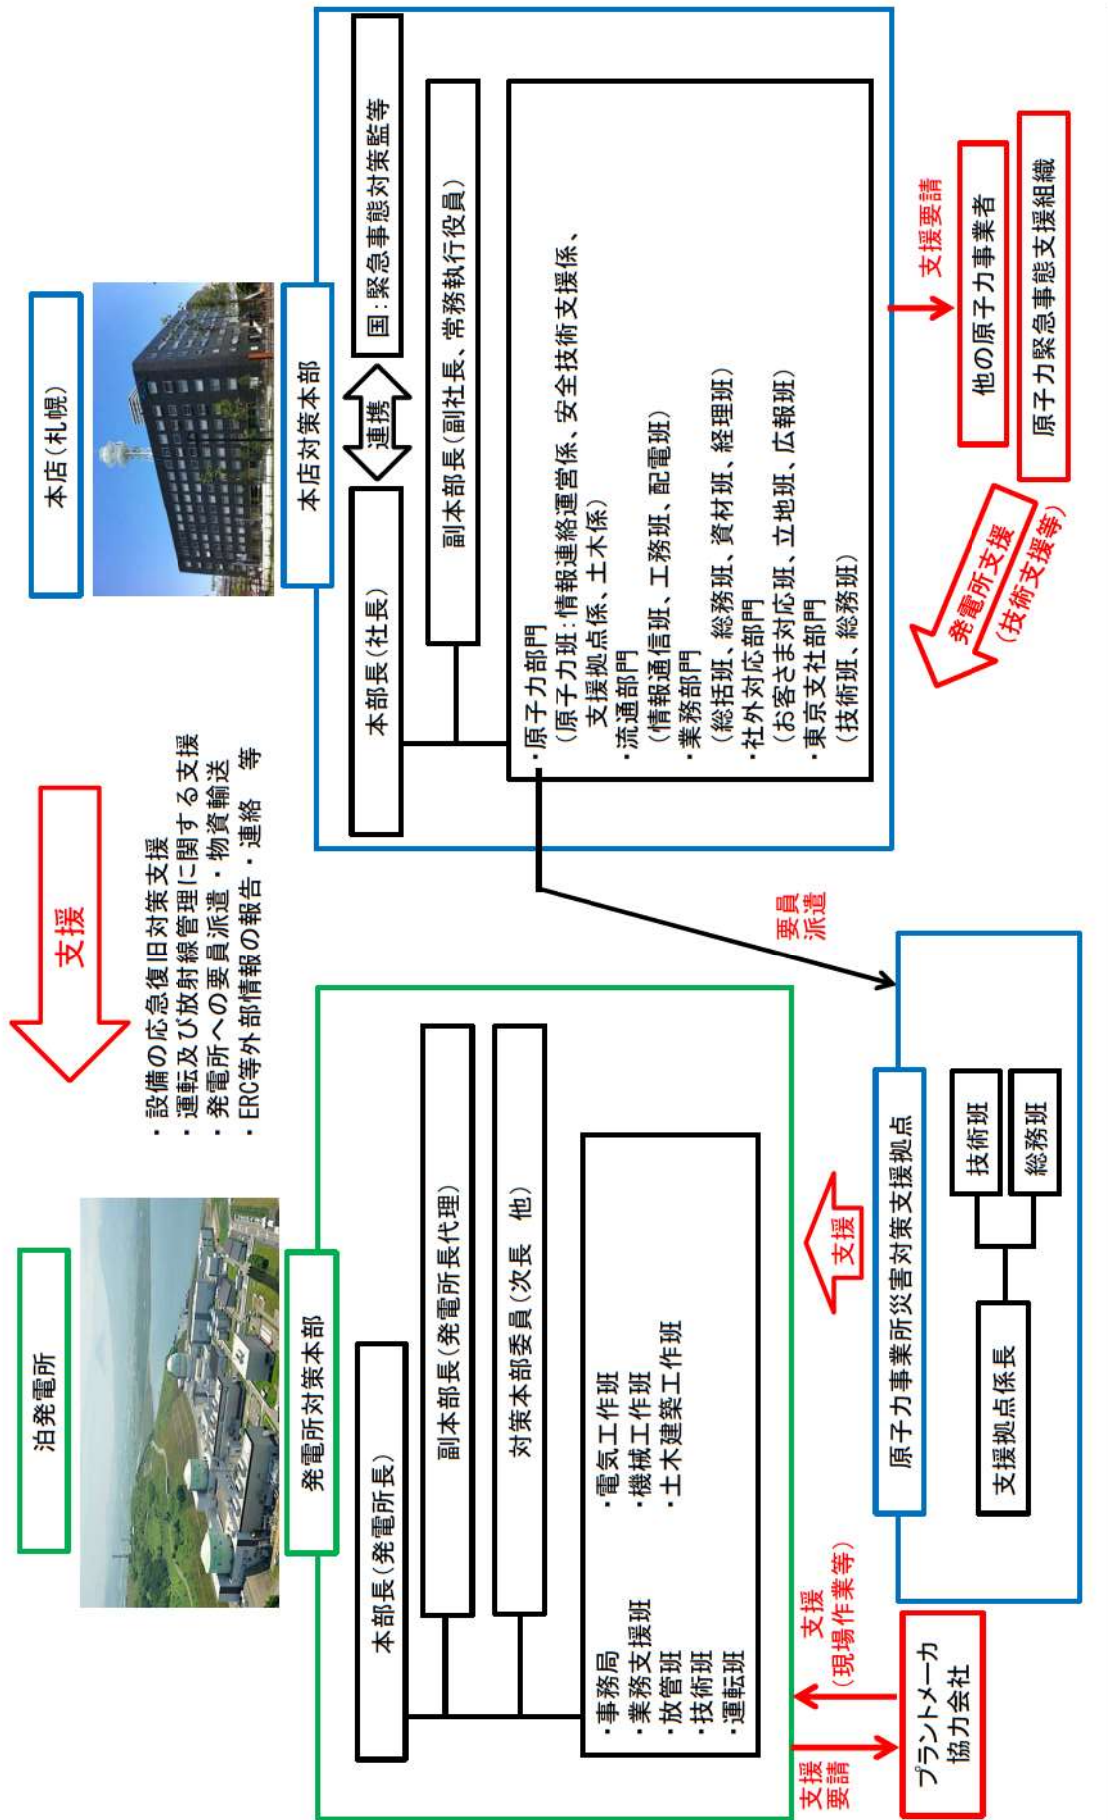 泊発電所
発電所対策本部
本部長(発電所長)
副本部長(発電所長代理)
対策本部委員(次長　他)
・事務局
・業務支援班
・放管班
・技術班
・運転班
・電気工作班
・機械工作班
・土木建築工作班
支援
・設備の応急復旧対策支援
・運転及び放射線管理に関する支援
・発電所への要員派遣・物資輸送
・ERC等外部情報の報告・連絡　等
本店(札幌)
本店対策本部
本部長(社長)
連携
国:緊急事態対策監等
副本部長(副社長、常務執行役員)
・原子力部門
(原子力班:情報連絡運営係、安全技術支援係、
支援拠点係、土木係)
・流通部門
(情報通信班、工務班、配電班)
・業務部門
(総括班、総務班、資材班、経理班)
・社外対応部門
(お客さま対応班、立地班、広報班)
・東京支社部門
(技術班、総務班)
支援
要請
支援
(現場作業等)
プラントメーカ
協力会社
支援
要員
派遣
原子力事業所災害対策支援拠点
支援拠点係長
技術班
総務班
発電所支援
(技術支援等)
支援要請
他の原子力事業者
原子力緊急事態支援組織